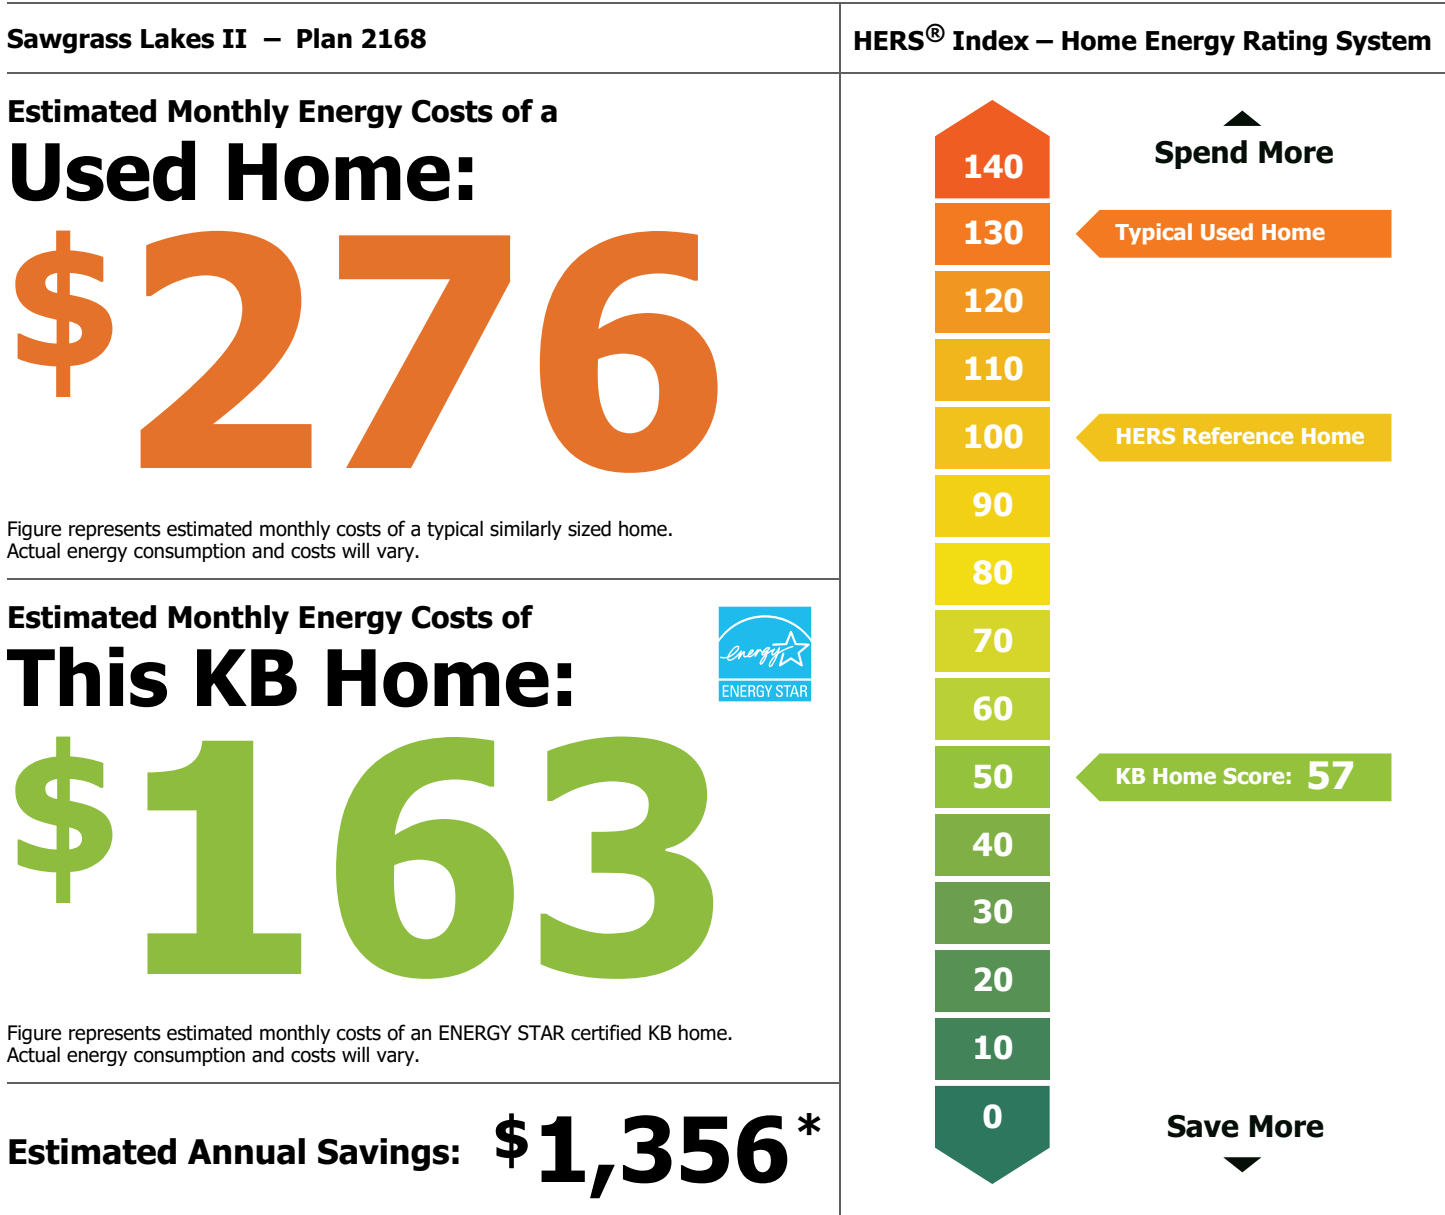 Sawgrass Lakes II – Plan 2168
Estimated Monthly Energy Costs of a
Used Home:
$276
Figure represents estimated monthly costs of a typical similarly sized home.
Actual energy consumption and costs will vary.
Estimated Monthly Energy Costs of
This KB Home:
energy
ENERGY STAR
$163
Figure represents estimated monthly costs of an ENERGY STAR certified KB home.
Actual energy consumption and costs will vary.
Estimated Annual Savings: $1,356*
HERS® Index – Home Energy Rating System
Spend More
140
130 Typical Used Home
120
110
100 HERS Reference Home
90
80
70
60
50 KB Home Score: 57
40
30
20
10
0
Save More